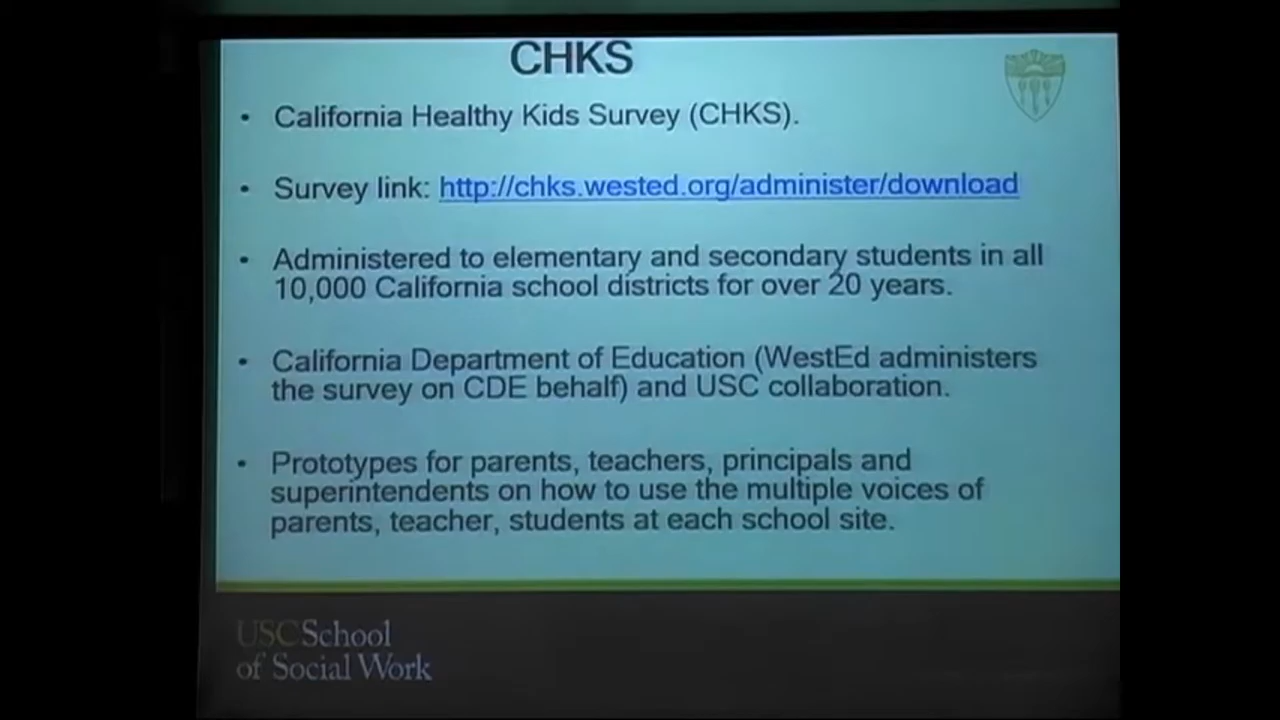 CHKS
• California Healthy Kids Survey (CHKS).
• Survey link: http://chks.wested.org/administer/download
• Administered to elementary and secondary students in all
10,000 California school districts for over 20 years.
• California Department of Education (WestEd administers
the survey on CDE behalf) and USC collaboration.
• Prototypes for parents, teachers, principals and
superintendents on how to use the multiple voices of
parents, teacher, students at each school site.
USCSchool
of Social Work